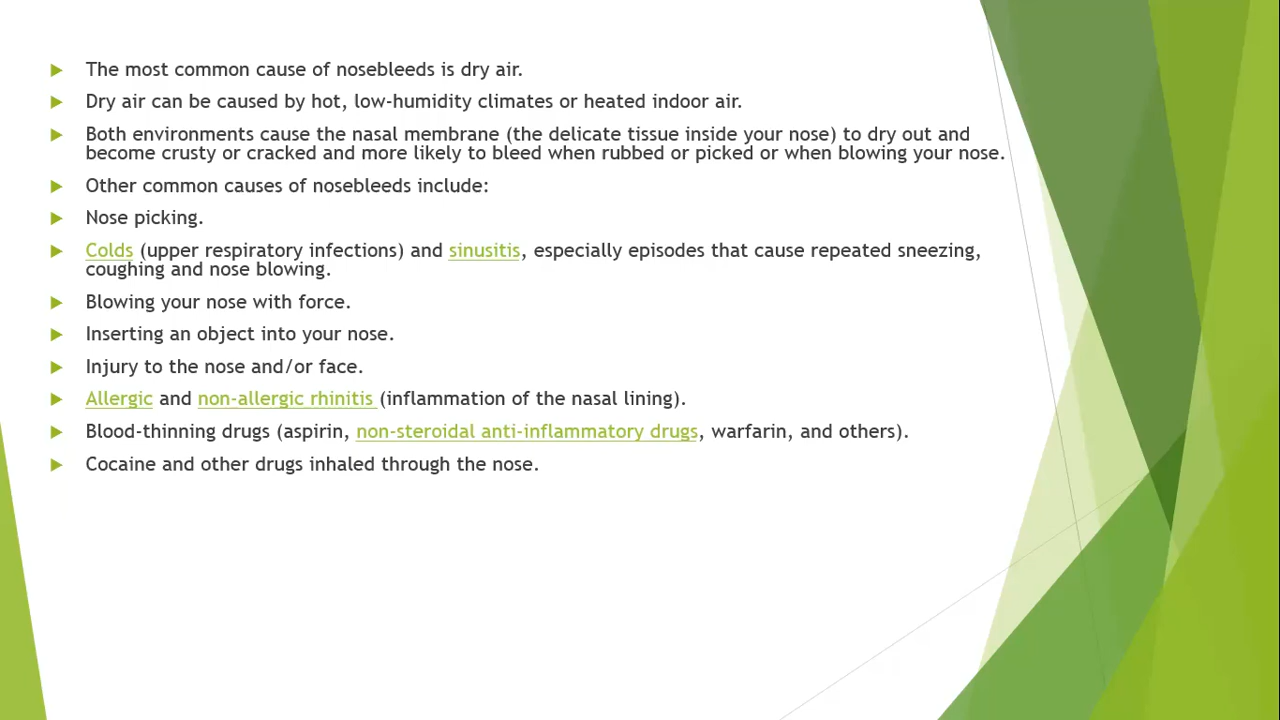 The most common cause of nosebleeds is dry air.
Dry air can be caused by hot, low-humidity climates or heated indoor air.
Both environments cause the nasal membrane (the delicate tissue inside your nose) to dry out and
become crusty or cracked and more likely to bleed when rubbed or picked or when blowing your nose.
Other common causes of nosebleeds include:
Nose picking.
Colds (upper respiratory infections) and sinusitis, especially episodes that cause repeated sneezing,
coughing and nose blowing.
Blowing your nose with force.
Inserting an object into your nose.
Injury to the nose and/or face.
Allergic and non-allergic rhinitis (inflammation of the nasal lining).
Blood-thinning drugs (aspirin, non-steroidal anti-inflammatory drugs, warfarin, and others).
Cocaine and other drugs inhaled through the nose.